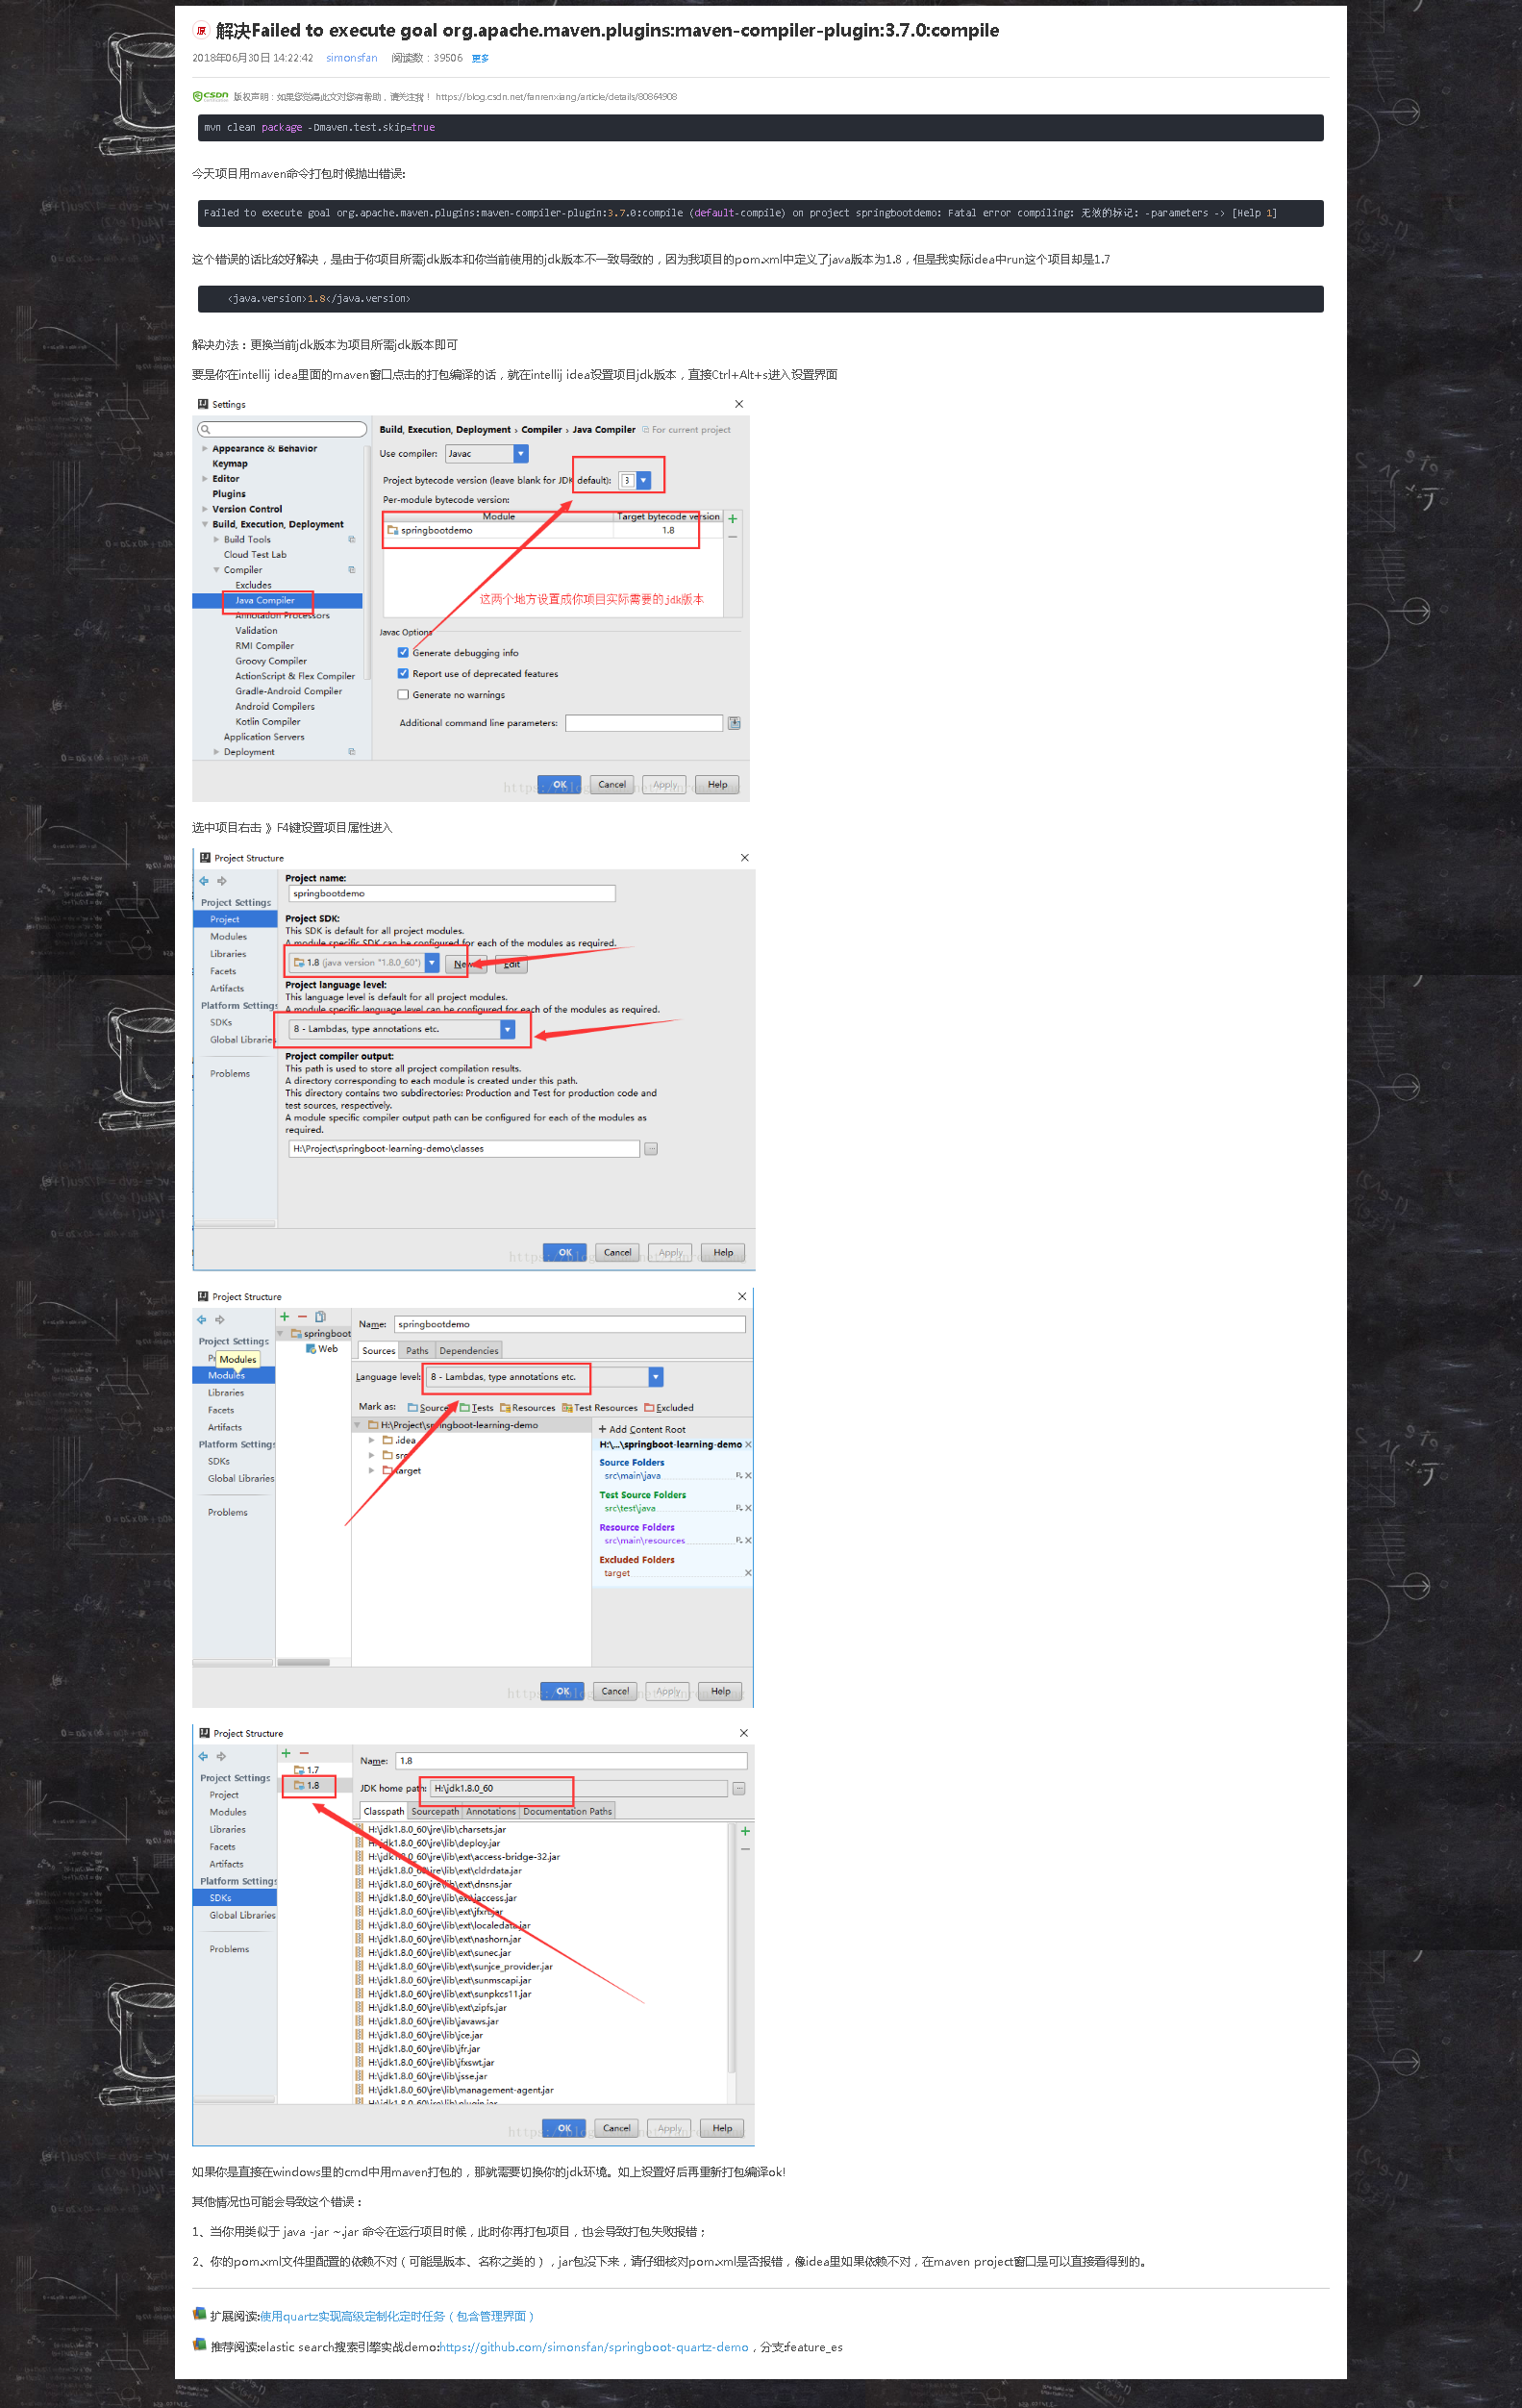 原 解决Failed to execute goal org.apache.maven.plugins:maven-compiler-plugin:3.7.0:compile
2018年06月30日 14:22:42 simonsfan 阅读数：39506 更多
CSDN 版权声明：如果您觉得此文对您有帮助，请关注我！ https://blog.csdn.net/fanrenxiang/article/details/80864908
mvn clean package -Dmaven.test.skip=true
今天项目用maven命令打包时候抛出错误:
Failed to execute goal org.apache.maven.plugins:maven-compiler-plugin:3.7.0:compile (default-compile) on project springbootdemo: Fatal error compiling: 无效的标记: -parameters -> [Help 1]
这个错误的话比较好解决，是由于你项目所需jdk版本和你当前使用的jdk版本不一致导致的，因为我项目的pom.xml中定义了java版本为1.8，但是我实际idea中run这个项目却是1.7
<java.version>1.8</java.version>
解决办法：更换当前jdk版本为项目所需jdk版本即可
要是你在intellij idea里面的maven窗口点击的打包编译的话，就在intellij idea设置项目jdk版本，直接Ctrl+Alt+s进入设置界面
Settings
Appearance & Behavior
Keymap
Editor
Plugins
Version Control
Build, Execution, Deployment
Build Tools
Cloud Test Lab
Compiler
Excludes
Java Compiler
Annotation Processors
Validation
RMI Compiler
Groovy Compiler
ActionScript & Flex Compiler
Gradle-Android Compiler
Android Compilers
Kotlin Compiler
Application Servers
Deployment
Build, Execution, Deployment › Compiler › Java Compiler For current project
Use compiler: Javac
Project bytecode version (leave blank for JDK default): 3
Per-module bytecode version:
Module Target bytecode version
springbootdemo 1.8
这两个地方设置成你项目实际需要的jdk版本
Javac Options
Generate debugging info
Report use of deprecated features
Generate no warnings
Additional command line parameters:
OK Cancel Apply Help
选中项目右击 》 F4键设置项目属性进入
Project Structure
Project Settings
Project
Modules
Libraries
Facets
Artifacts
Platform Settings
SDKs
Global Libraries
Problems
Project name:
springbootdemo
Project SDK:
This SDK is default for all project modules.
A module specific SDK can be configured for each of the modules as required.
1.8 (java version "1.8.0_60") New Edit
Project language level:
This language level is default for all project modules.
A module specific language level can be configured for each of the modules as required.
8 - Lambdas, type annotations etc.
Project compiler output:
This path is used to store all project compilation results.
A directory corresponding to each module is created under this path.
This directory contains two subdirectories: Production and Test for production code and
test sources, respectively.
A module specific compiler output path can be configured for each of the modules as
required.
H:\Project\springboot-learning-demo\classes
OK Cancel Apply Help
Project Structure
Project Settings
Modules
Modules
Libraries
Facets
Artifacts
Platform Settings
SDKs
Global Libraries
Problems
springboot
Web
Name: springbootdemo
Sources Paths Dependencies
Language level: 8 - Lambdas, type annotations etc.
Mark as: Sources Tests Resources Test Resources Excluded
H:\Project\springboot-learning-demo
.idea
src
target
+ Add Content Root
H:\...\springboot-learning-demo
Source Folders
src\main\java
Test Source Folders
src\test\java
Resource Folders
src\main\resources
Excluded Folders
target
OK Cancel Apply Help
Project Structure
Project Settings
Project
Modules
Libraries
Facets
Artifacts
Platform Settings
SDKs
Global Libraries
Problems
1.7
1.8
Name: 1.8
JDK home path: H:\jdk1.8.0_60
Classpath Sourcepath Annotations Documentation Paths
H:\jdk1.8.0_60\jre\lib\charsets.jar
H:\jdk1.8.0_60\jre\lib\deploy.jar
H:\jdk1.8.0_60\jre\lib\ext\access-bridge-32.jar
H:\jdk1.8.0_60\jre\lib\ext\cldrdata.jar
H:\jdk1.8.0_60\jre\lib\ext\dnsns.jar
H:\jdk1.8.0_60\jre\lib\ext\jaccess.jar
H:\jdk1.8.0_60\jre\lib\ext\jfxrt.jar
H:\jdk1.8.0_60\jre\lib\ext\localedata.jar
H:\jdk1.8.0_60\jre\lib\ext\nashorn.jar
H:\jdk1.8.0_60\jre\lib\ext\sunec.jar
H:\jdk1.8.0_60\jre\lib\ext\sunjce_provider.jar
H:\jdk1.8.0_60\jre\lib\ext\sunmscapi.jar
H:\jdk1.8.0_60\jre\lib\ext\sunpkcs11.jar
H:\jdk1.8.0_60\jre\lib\ext\zipfs.jar
H:\jdk1.8.0_60\jre\lib\javaws.jar
H:\jdk1.8.0_60\jre\lib\jce.jar
H:\jdk1.8.0_60\jre\lib\jfr.jar
H:\jdk1.8.0_60\jre\lib\jfxswt.jar
H:\jdk1.8.0_60\jre\lib\jsse.jar
H:\jdk1.8.0_60\jre\lib\management-agent.jar
H:\jdk1.8.0_60\jre\lib\plugin.jar
OK Cancel Apply Help
如果你是直接在windows里的cmd中用maven打包的，那就需要切换你的jdk环境。如上设置好后再重新打包编译ok!
其他情况也可能会导致这个错误：
1、当你用类似于 java -jar ~.jar 命令在运行项目时候，此时你再打包项目，也会导致打包失败报错；
2、你的pom.xml文件里配置的依赖不对（可能是版本、名称之类的），jar包没下来，请仔细核对pom.xml是否报错，像idea里如果依赖不对，在maven project窗口是可以直接看得到的。
扩展阅读:使用quartz实现高级定制化定时任务（包含管理界面）
推荐阅读:elastic search搜索引擎实战demo:https://github.com/simonsfan/springboot-quartz-demo，分支:feature_es